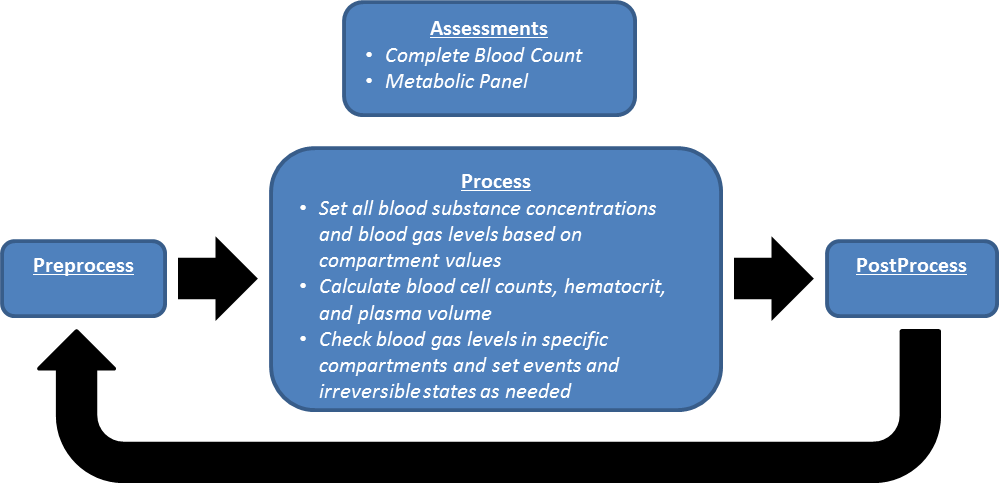 Assessments
• Complete Blood Count
• Metabolic Panel
Process
• Set all blood substance concentrations
and blood gas levels based on
compartment values
• Calculate blood cell counts, hematocrit,
and plasma volume
• Check blood gas levels in specific
compartments and set events and
irreversible states as needed
Preprocess
PostProcess